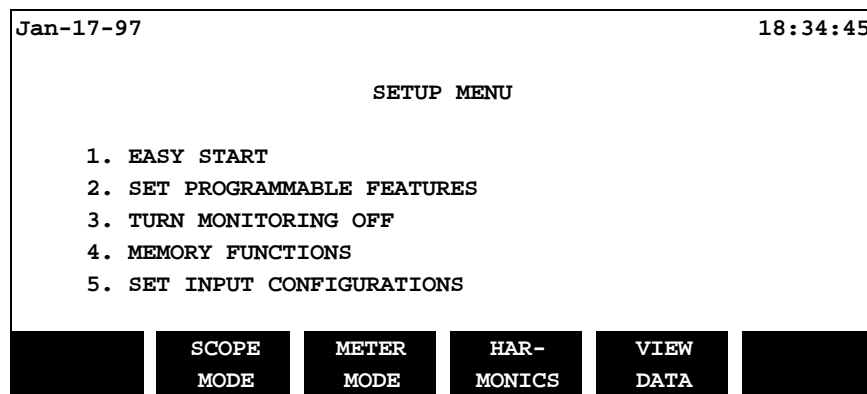 Jan-17-97 18:34:45
SETUP MENU
1. EASY START
2. SET PROGRAMMABLE FEATURES
3. TURN MONITORING OFF
4. MEMORY FUNCTIONS
5. SET INPUT CONFIGURATIONS
SCOPE METER HAR- VIEW
MODE MODE MONICS DATA